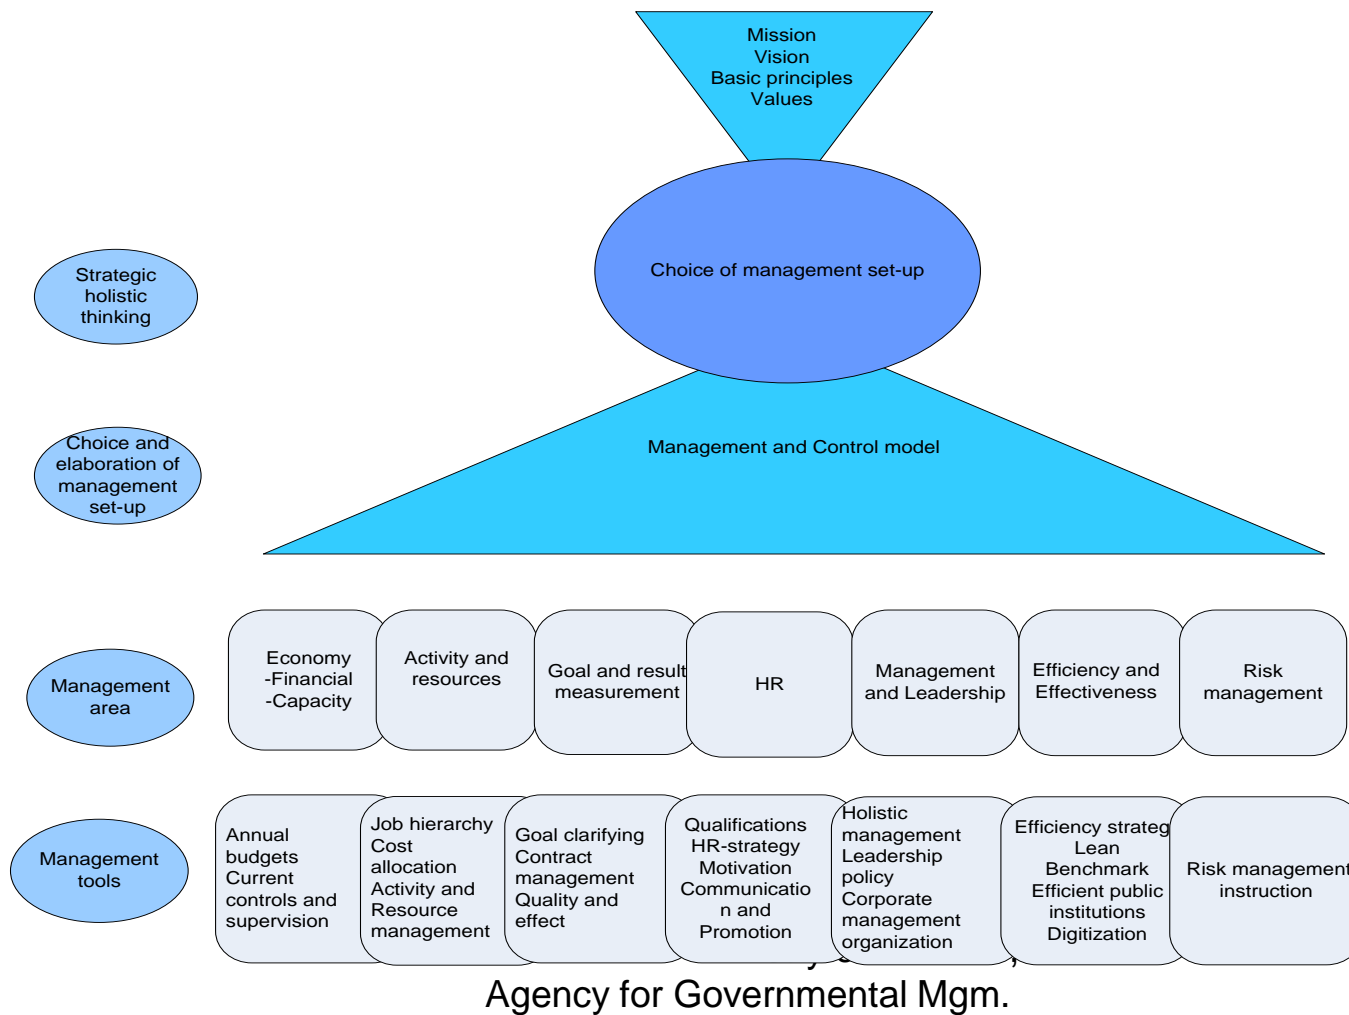 Mission
Vision
Basic principles
Values
Choice of management set-up
Strategic
holistic
thinking
Choice and
elaboration of
management
set-up
Management and Control model
Management
area
Economy
-Financial
-Capacity
Activity and
resources
Goal and result
measurement
HR
Management
and Leadership
Efficiency and
Effectiveness
Risk
management
Management
tools
Annual
budgets
Current
controls and
supervision
Job hierarchy
Cost
allocation
Activity and
Resource
management
Goal clarifying
Contract
management
Quality and
effect
Qualifications
HR-strategy
Motivation
Communicatio
n and
Promotion
Holistic
management
Leadership
policy
Corporate
management
organization
Efficiency strateg
Lean
Benchmark
Efficient public
institutions
Digitization
Risk management
instruction
Agency for Governmental Mgm.